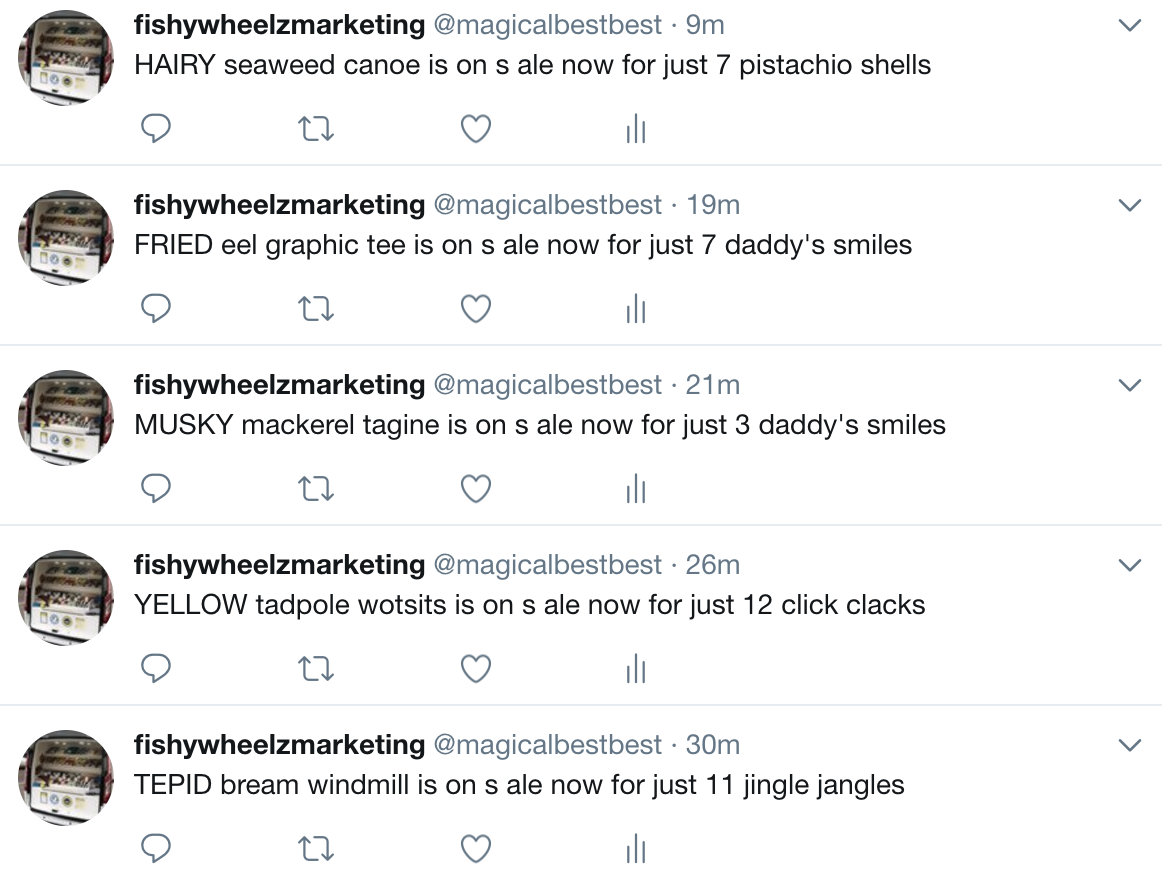 fishywheelzmarketing @magicalbestbest · 9m
HAIRY seaweed canoe is on s ale now for just 7 pistachio shells
fishywheelzmarketing @magicalbestbest · 19m
FRIED eel graphic tee is on s ale now for just 7 daddy's smiles
fishywheelzmarketing @magicalbestbest · 21m
MUSKY mackerel tagine is on s ale now for just 3 daddy's smiles
fishywheelzmarketing @magicalbestbest · 26m
YELLOW tadpole wotsits is on s ale now for just 12 click clacks
fishywheelzmarketing @magicalbestbest · 30m
TEPID bream windmill is on s ale now for just 11 jingle jangles